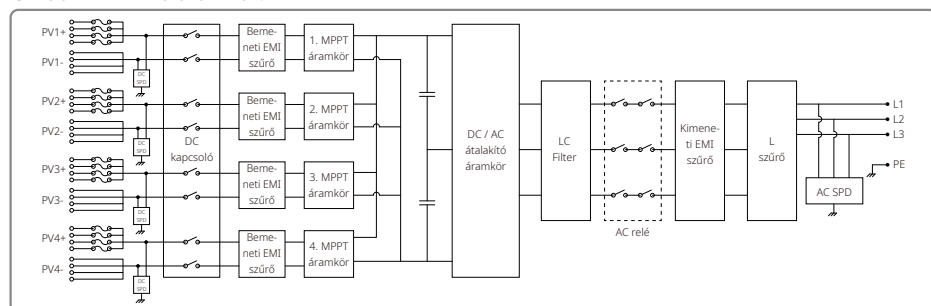 PV1+
PV1-
PV2+
PV2-
PV3+
PV3-
PV4+
PV4-
DC
SPD
DC
SPD
DC
SPD
DC
SPD
DC
kapcsoló
Beme-
neti EMI
szűrő
Beme-
neti EMI
szűrő
Beme-
neti EMI
szűrő
Beme-
neti EMI
szűrő
1. MPPT
áramkör
2. MPPT
áramkör
3. MPPT
áramkör
4. MPPT
áramkör
DC / AC
átalakító
áramkör
LC
Filter
AC relé
Kimene-
ti EMI
szűrő
L
szűrő
AC SPD
L1
L2
L3
PE